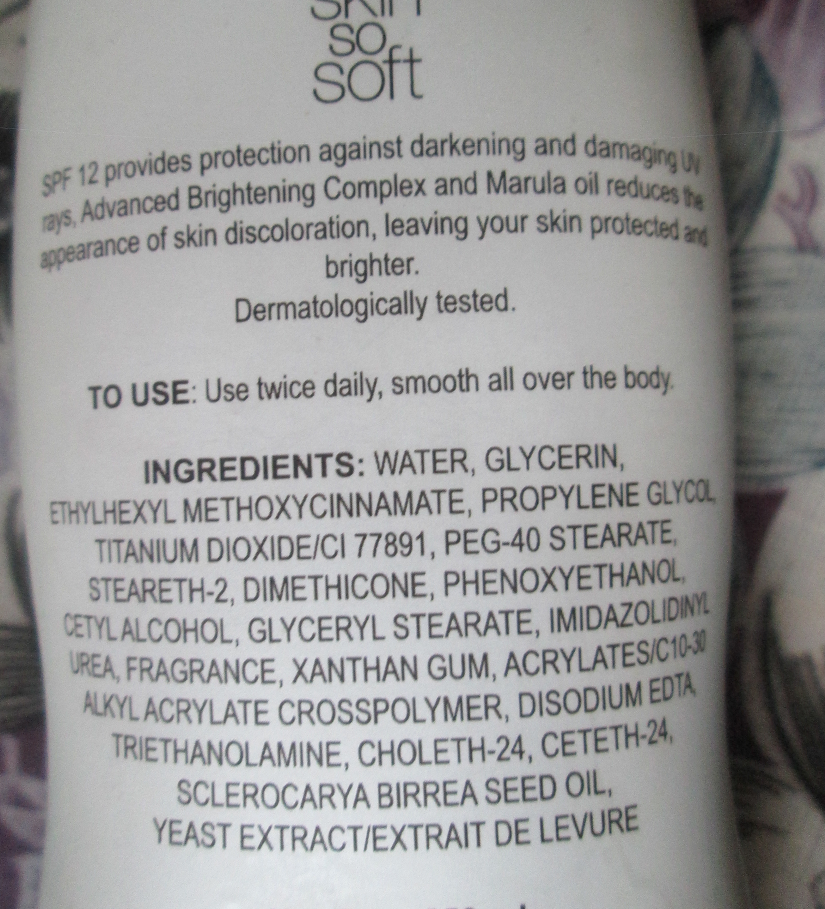 SKIN
SO
soft
SPF 12 provides protection against darkening and damaging UV
rays, Advanced Brightening Complex and Marula oil reduces the
appearance of skin discoloration, leaving your skin protected and
brighter.
Dermatologically tested.
TO USE: Use twice daily, smooth all over the body.
INGREDIENTS: WATER, GLYCERIN,
ETHYLHEXYL METHOXYCINNAMATE, PROPYLENE GLYCOL,
TITANIUM DIOXIDE/CI 77891, PEG-40 STEARATE,
STEARETH-2, DIMETHICONE, PHENOXYETHANOL,
CETYL ALCOHOL, GLYCERYL STEARATE, IMIDAZOLIDINYL
UREA, FRAGRANCE, XANTHAN GUM, ACRYLATES/C10-30
ALKYL ACRYLATE CROSSPOLYMER, DISODIUM EDTA,
TRIETHANOLAMINE, CHOLETH-24, CETETH-24,
SCLEROCARYA BIRREA SEED OIL,
YEAST EXTRACT/EXTRAIT DE LEVURE